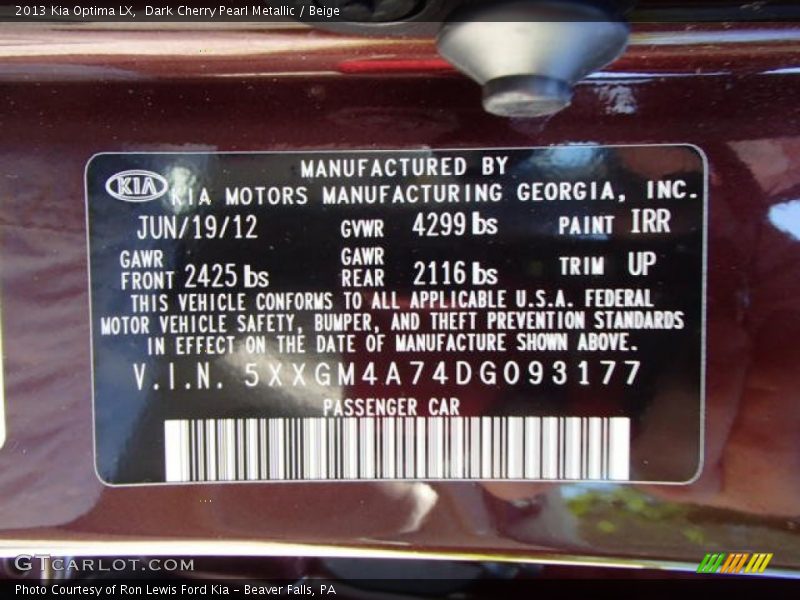 2013 Kia Optima LX, Dark Cherry Pearl Metallic / Beige
MANUFACTURED BY
KIA KIA MOTORS MANUFACTURING GEORGIA, INC.
JUN/19/12 GVWR 4299 lbs PAINT IRR
GAWR FRONT 2425 lbs GAWR REAR 2116 lbs TRIM UP
THIS VEHICLE CONFORMS TO ALL APPLICABLE U.S.A. FEDERAL
MOTOR VEHICLE SAFETY, BUMPER, AND THEFT PREVENTION STANDARDS
IN EFFECT ON THE DATE OF MANUFACTURE SHOWN ABOVE.
V.I.N. 5XXGM4A74DG093177
PASSENGER CAR
GTCARLOT.COM
Photo Courtesy of Ron Lewis Ford Kia - Beaver Falls, PA